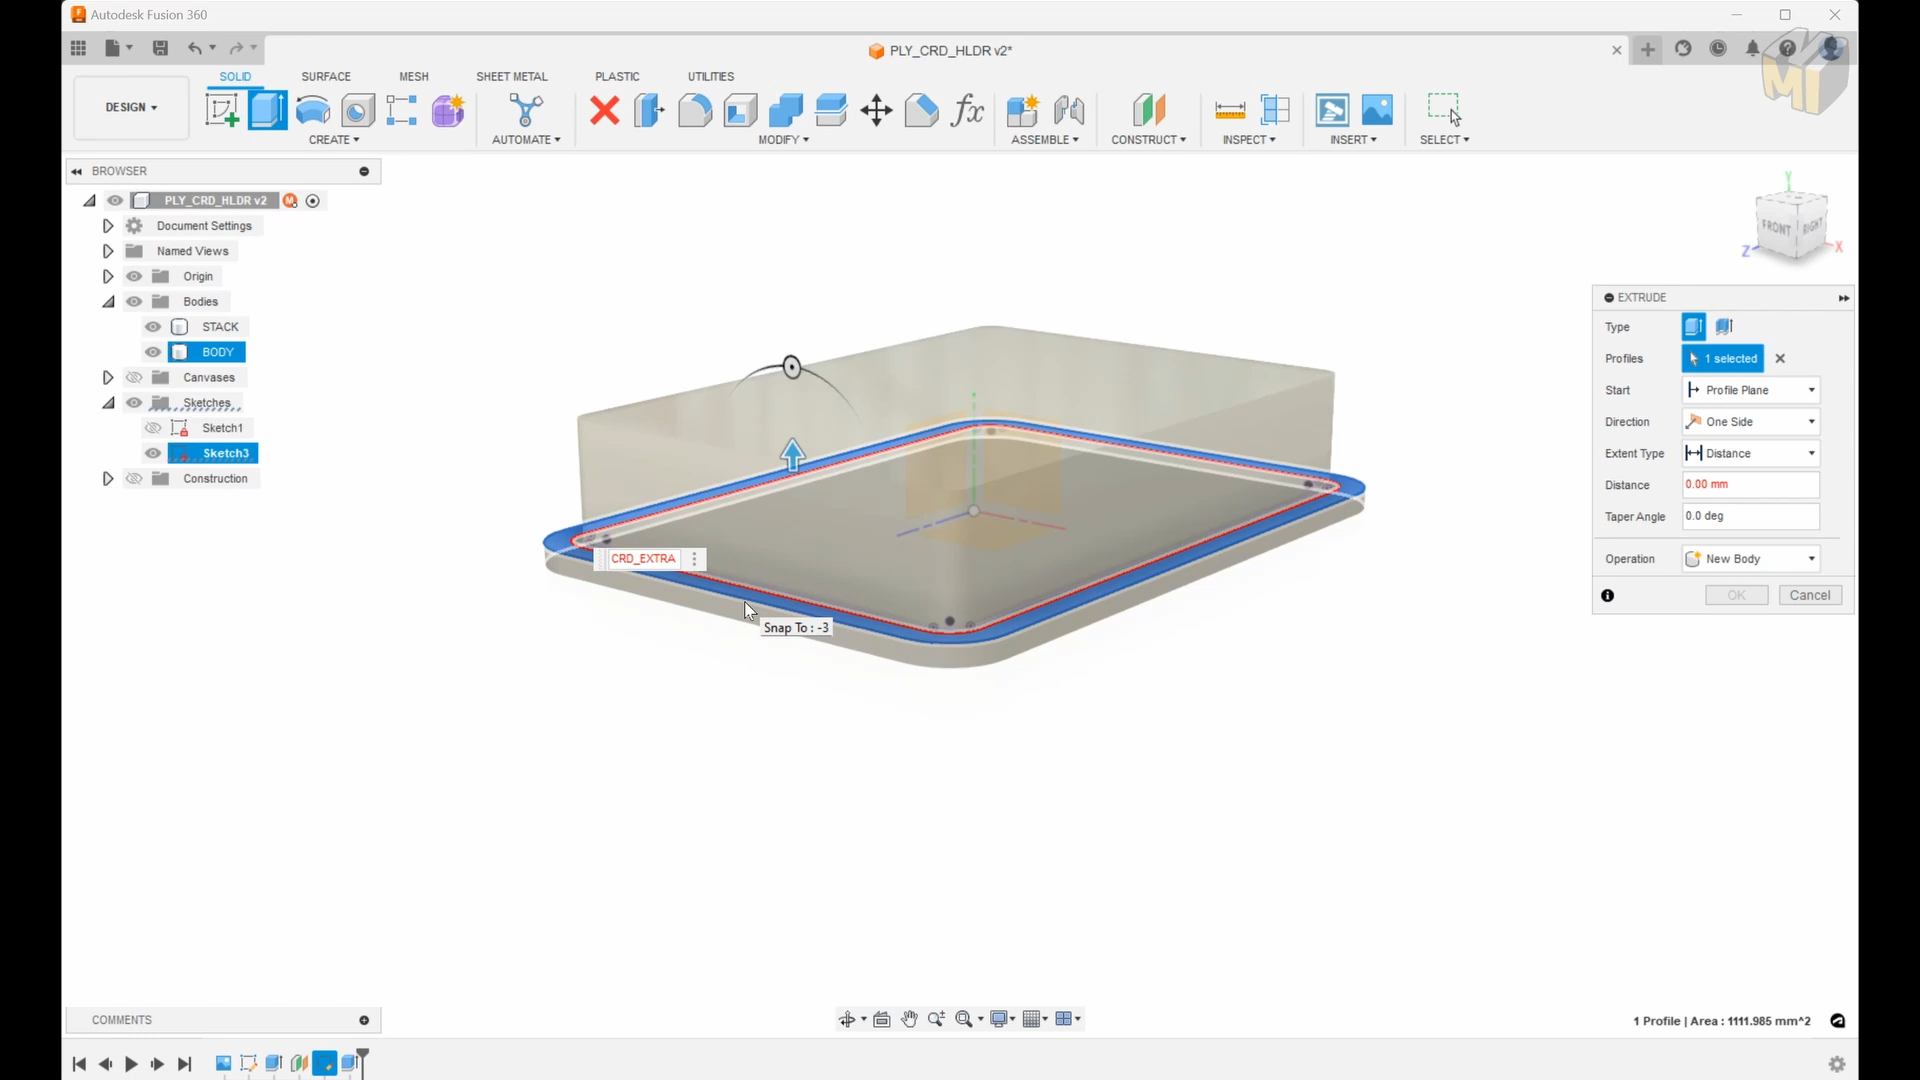 Autodesk Fusion 360
PLY_CRD_HLDR v2*
DESIGN
SOLID
SURFACE
MESH
SHEET METAL
PLASTIC
UTILITIES
fx
CREATE
AUTOMATE
MODIFY
ASSEMBLE
CONSTRUCT
INSPECT
INSERT
SELECT
MI
BROWSER
PLY_CRD_HLDR v2
Document Settings
Named Views
Origin
Bodies
STACK
BODY
Canvases
Sketches
Sketch1
Sketch3
Construction
CRD_EXTRA
Snap To : -3
Y
FRONT
RIGHT
Z
X
EXTRUDE
Type
Profiles
1 selected
Start
Profile Plane
Direction
One Side
Extent Type
Distance
Distance
0.00 mm
Taper Angle
0.0 deg
Operation
New Body
OK
Cancel
COMMENTS
1 Profile | Area : 1111.985 mm^2